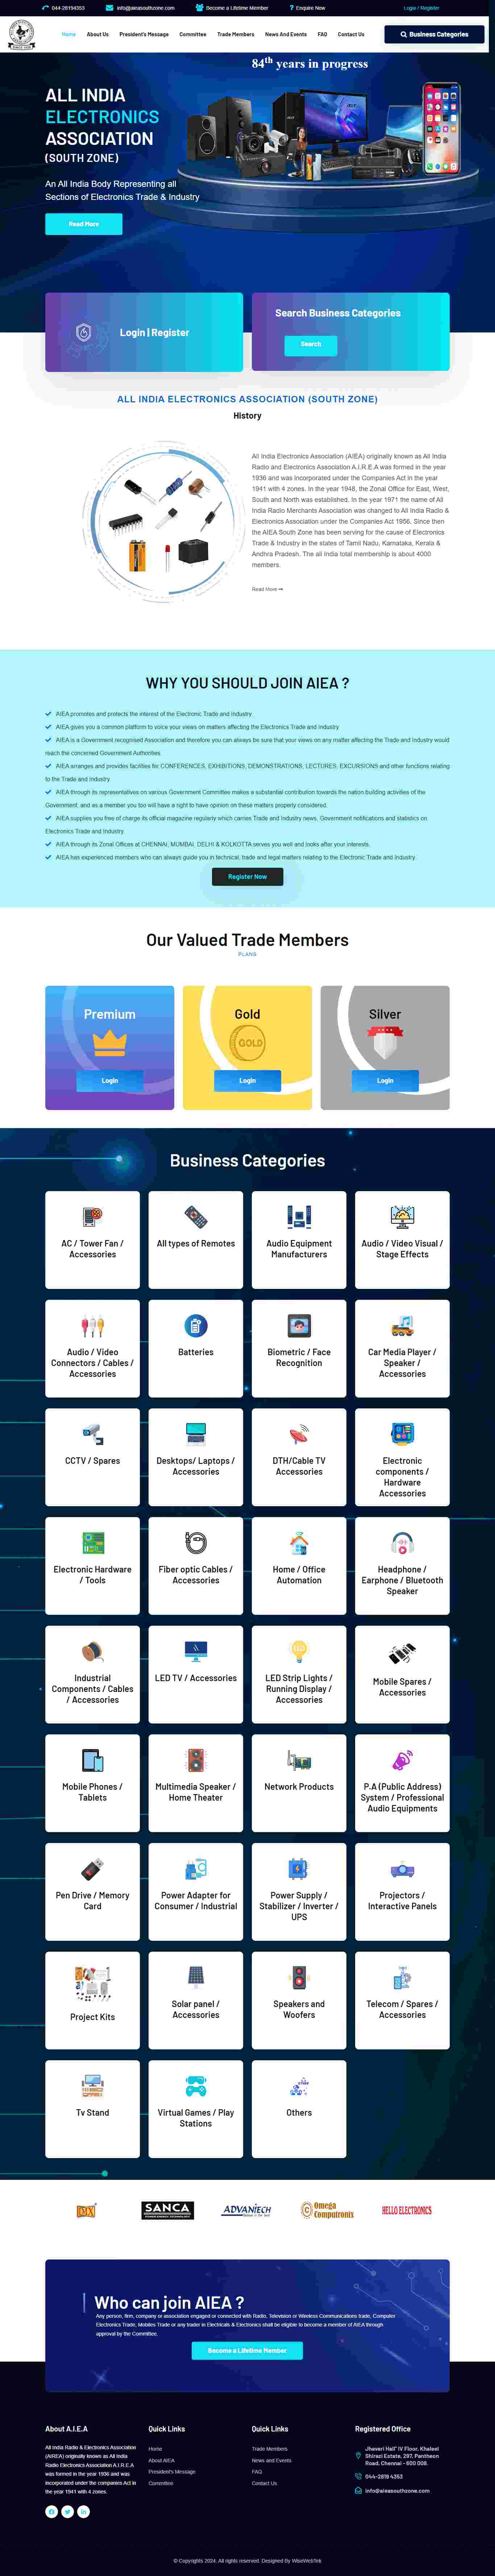 044-28194353
info@aieasouthzone.com
Become a Lifetime Member
? Enquire Now
Login / Register
Home
About Us
President's Message
Committee
Trade Members
News And Events
FAQ
Contact Us
Business Categories
84th years in progress
ALL INDIA
ELECTRONICS
ASSOCIATION
(SOUTH ZONE)
An All India Body Representing all
Sections of Electronics Trade & Industry
Read More
Login | Register
Search Business Categories
Search
ALL INDIA ELECTRONICS ASSOCIATION (SOUTH ZONE)
History
All India Electronics Association (AIEA) originally known as All India
Radio and Electronics Association A.I.R.E.A was formed in the year
1936 and was Incorporated under the Companies Act in the year
1941 with 4 zones. In the year 1948, the Zonal Office for East, West,
South and North was established. In the year 1971 the name of All
India Radio Merchants Association was changed to All India Radio &
Electronics Association under the Companies Act 1956. Since then
the AIEA South Zone has been serving for the cause of Electronics
Trade & Industry in the states of Tamil Nadu, Karnataka, Kerala &
Andhra Pradesh. The all India total membership is about 4000
members.
Read More
WHY YOU SHOULD JOIN AIEA ?
AIEA promotes and protects the interest of the Electronic Trade and Industry.
AIEA gives you a common platform to voice your views on matters affecting the Electronics Trade and Industry
AIEA is a Government recognised Association and therefore you can always be sure that your views on any matter affecting the Trade and Industry would
reach the concerned Government Authorities.
AIEA arranges and provides facilities for CONFERENCES, EXHIBITIONS, DEMONSTRATIONS, LECTURES, EXCURSIONS and other functions relating
to the Trade and Industry.
AIEA through its representatives on various Government Committee makes a substantial contribution towards the nation building activities of the
Government; and as a member you too will have a right to have opinion on these matters properly considered.
AIEA supplies you free of charge its official magazine regularly which carries Trade and Industry news, Government notifications and statistics on
Electronics Trade and Industry
AIEA through its Zonal Offices at CHENNAI, MUMBAI, DELHI & KOLKOTTA serves you well and looks after your interests.
AIEA has experienced members who can always guide you in technical, trade and legal matters relating to the Electronic Trade and Industry.
Register Now
Our Valued Trade Members
PLANS
Premium
Login
Gold
GOLD
Login
Silver
Login
Business Categories
AC / Tower Fan /
Accessories
All types of Remotes
Audio Equipment
Manufacturers
Audio / Video Visual /
Stage Effects
Audio / Video
Connectors / Cables /
Accessories
Batteries
Biometric / Face
Recognition
Car Media Player /
Speaker /
Accessories
CCTV / Spares
Desktops/ Laptops /
Accessories
DTH/Cable TV
Accessories
Electronic
components /
Hardware
Accessories
Electronic Hardware
/ Tools
Fiber optic Cables /
Accessories
Home / Office
Automation
Headphone /
Earphone / Bluetooth
Speaker
Industrial
Components / Cables
/ Accessories
LED TV / Accessories
LED Strip Lights /
Running Display /
Accessories
Mobile Spares /
Accessories
Mobile Phones /
Tablets
Multimedia Speaker /
Home Theater
Network Products
P.A (Public Address)
System / Professional
Audio Equipments
Pen Drive / Memory
Card
Power Adapter for
Consumer / Industrial
Power Supply /
Stabilizer / Inverter /
UPS
Projectors /
Interactive Panels
Project Kits
Solar panel /
Accessories
Speakers and
Woofers
Telecom / Spares /
Accessories
Tv Stand
Virtual Games / Play
Stations
Others
SANCA
ADVANTECH
Omega
Computronix
HELLO ELECTRONICS
Who can join AIEA ?
Any person, firm, company or association engaged or connected with Radio, Television or Wireless Communications trade, Computer
Electronics Trade, Mobiles Trade or any trader in Electricals & Electronics shall be eligible to become a member of AIEA through
approval by the Committee.
Become a Lifetime Member
About A.I.E.A
All India Radio & Electronics Association
(AIREA) originally known as All India
Radio Electronics Association A.I.R.E.A
was formed in the year 1936 and was
incorporated under the companies Act in
the year 1941 with 4 zones.
Quick Links
Home
About AIEA
President's Message
Committee
Quick Links
Trade Members
News and Events
FAQ
Contact Us
Registered Office
Jhaveri Hall" IV Floor, Khaleel
Shirazi Estate, 297, Pantheon
Road, Chennai - 600 008.
044-2819 4353
info@aieasouthzone.com
© Copyrights 2024. All rights reserved. Designed By WiseWebTek